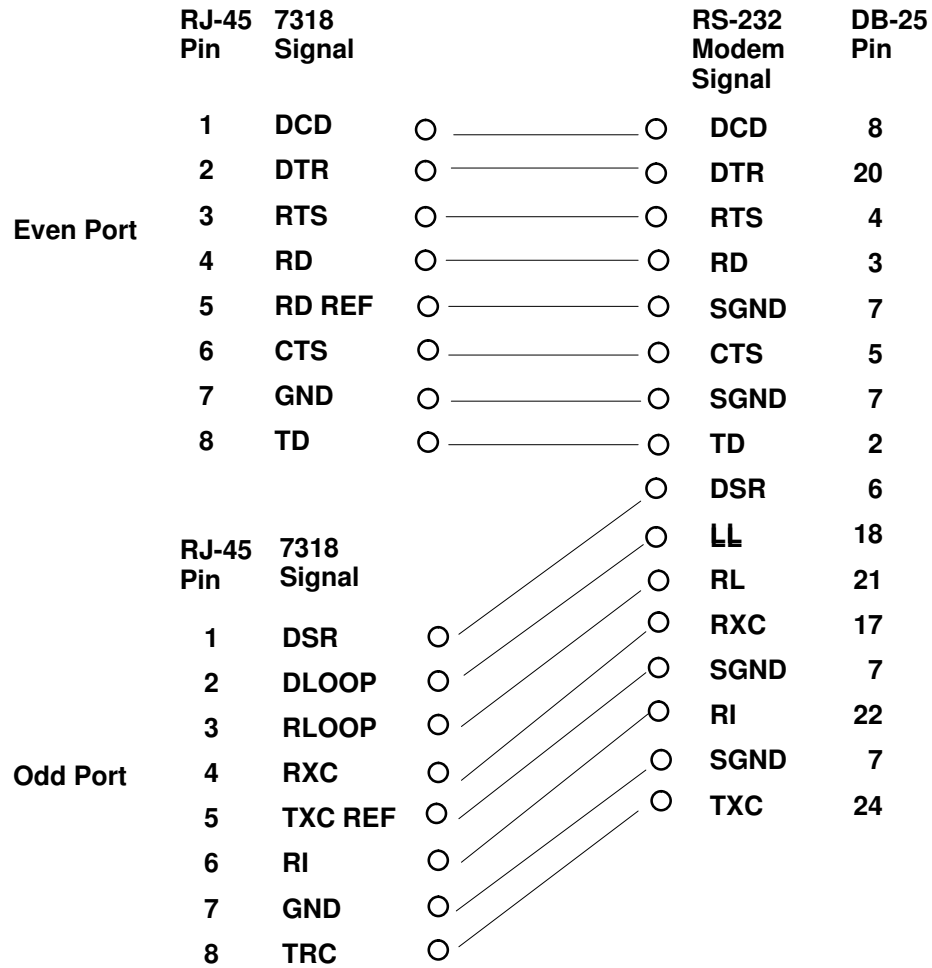 RJ-45 7318 RS-232 DB-25
Pin Signal Modem Pin
Signal
1 DCD DCD 8
2 DTR DTR 20
Even Port 3 RTS RTS 4
4 RD RD 3
5 RD REF SGND 7
6 CTS CTS 5
7 GND SGND 7
8 TD TD 2
DSR 6
LL 18
RJ-45 7318
Pin Signal RL 21
RXC 17
1 DSR
SGND 7
2 DLOOP
RI 22
3 RLOOP
SGND 7
Odd Port 4 RXC
TXC 24
5 TXC REF
6 RI
7 GND
8 TRC